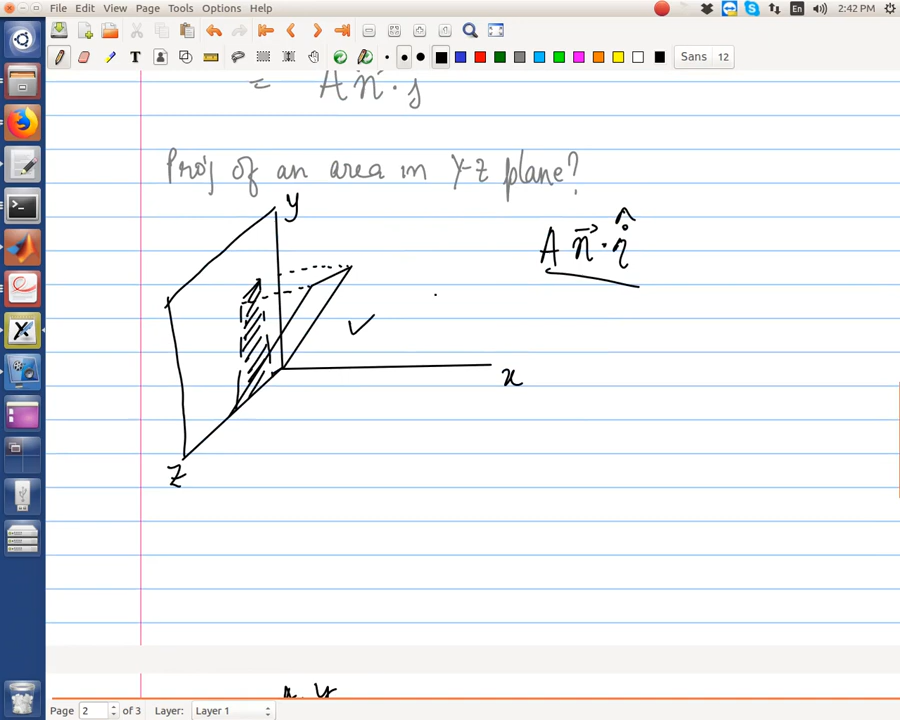 File Edit View Page Tools Options Help
En 2:42 PM
T Sans 12
= A n⃗ · s
Proj of an area in Y-Z plane?
y
A n⃗ · η̂
x
z
Page 2 of 3 Layer: Layer 1